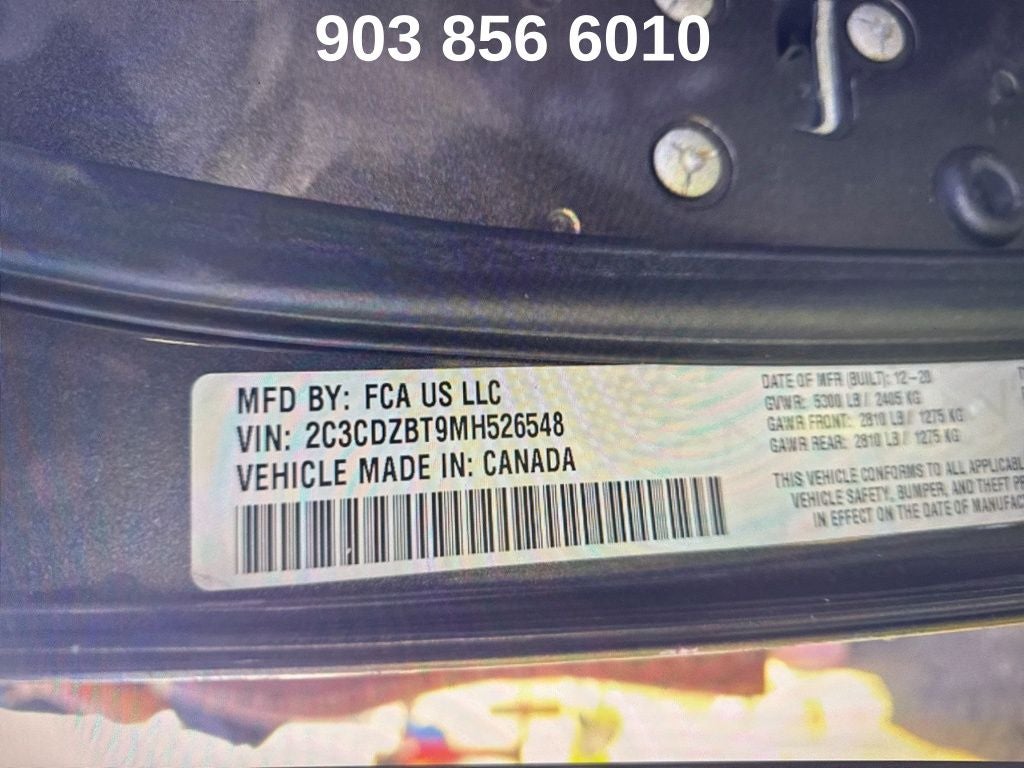 903 856 6010
MFD BY: FCA US LLC
VIN: 2C3CDZBT9MH526548
VEHICLE MADE IN: CANADA
DATE OF MFR (BUILT): 12-20
GVWR: 5300 LB / 2405 KG
GAWR FRONT: 2810 LB / 1275 KG
GAWR REAR: 2810 LB / 1275 KG
THIS VEHICLE CONFORMS TO ALL APPLICABL
VEHICLE SAFETY, BUMPER, AND THEFT PR
IN EFFECT ON THE DATE OF MANUFAC